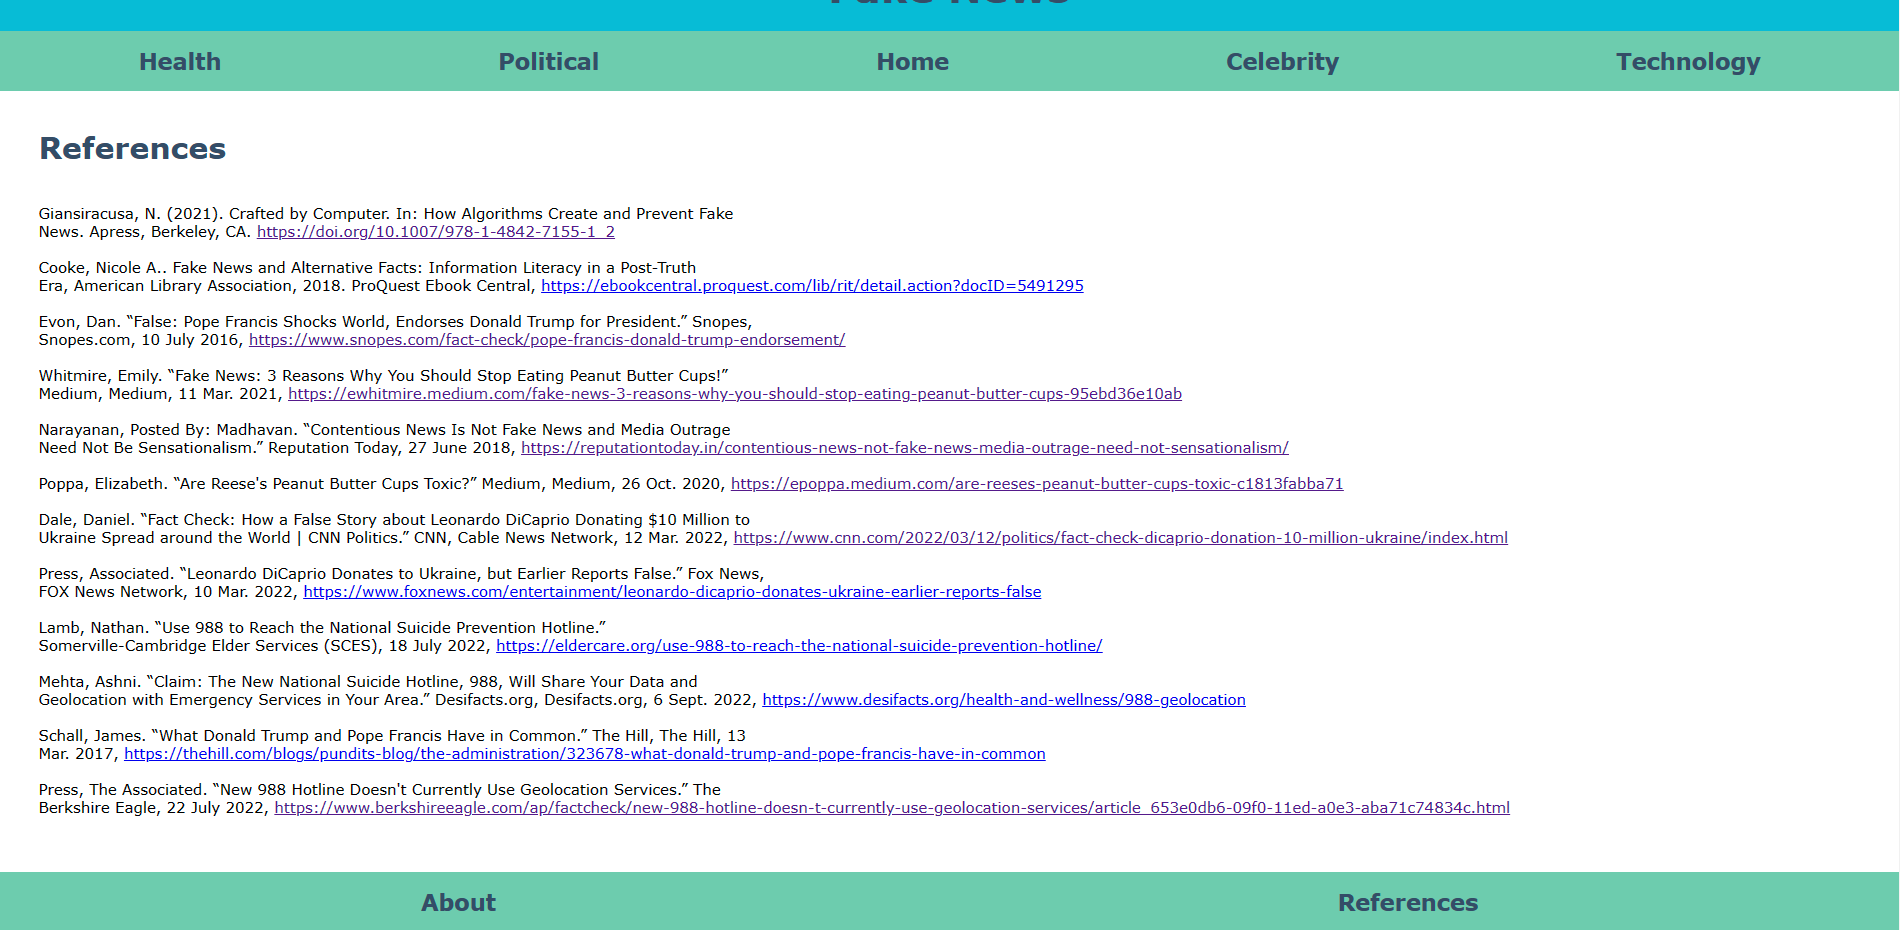 Fake News
Health Political Home Celebrity Technology
References
Giansiracusa, N. (2021). Crafted by Computer. In: How Algorithms Create and Prevent Fake
News. Apress, Berkeley, CA. https://doi.org/10.1007/978-1-4842-7155-1_2
Cooke, Nicole A.. Fake News and Alternative Facts: Information Literacy in a Post-Truth
Era, American Library Association, 2018. ProQuest Ebook Central, https://ebookcentral.proquest.com/lib/rit/detail.action?docID=5491295
Evon, Dan. “False: Pope Francis Shocks World, Endorses Donald Trump for President.” Snopes,
Snopes.com, 10 July 2016, https://www.snopes.com/fact-check/pope-francis-donald-trump-endorsement/
Whitmire, Emily. “Fake News: 3 Reasons Why You Should Stop Eating Peanut Butter Cups!”
Medium, Medium, 11 Mar. 2021, https://ewhitmire.medium.com/fake-news-3-reasons-why-you-should-stop-eating-peanut-butter-cups-95ebd36e10ab
Narayanan, Posted By: Madhavan. “Contentious News Is Not Fake News and Media Outrage
Need Not Be Sensationalism.” Reputation Today, 27 June 2018, https://reputationtoday.in/contentious-news-not-fake-news-media-outrage-need-not-sensationalism/
Poppa, Elizabeth. “Are Reese's Peanut Butter Cups Toxic?” Medium, Medium, 26 Oct. 2020, https://epoppa.medium.com/are-reeses-peanut-butter-cups-toxic-c1813fabba71
Dale, Daniel. “Fact Check: How a False Story about Leonardo DiCaprio Donating $10 Million to
Ukraine Spread around the World | CNN Politics.” CNN, Cable News Network, 12 Mar. 2022, https://www.cnn.com/2022/03/12/politics/fact-check-dicaprio-donation-10-million-ukraine/index.html
Press, Associated. “Leonardo DiCaprio Donates to Ukraine, but Earlier Reports False.” Fox News,
FOX News Network, 10 Mar. 2022, https://www.foxnews.com/entertainment/leonardo-dicaprio-donates-ukraine-earlier-reports-false
Lamb, Nathan. “Use 988 to Reach the National Suicide Prevention Hotline.”
Somerville-Cambridge Elder Services (SCES), 18 July 2022, https://eldercare.org/use-988-to-reach-the-national-suicide-prevention-hotline/
Mehta, Ashni. “Claim: The New National Suicide Hotline, 988, Will Share Your Data and
Geolocation with Emergency Services in Your Area.” Desifacts.org, Desifacts.org, 6 Sept. 2022, https://www.desifacts.org/health-and-wellness/988-geolocation
Schall, James. “What Donald Trump and Pope Francis Have in Common.” The Hill, The Hill, 13
Mar. 2017, https://thehill.com/blogs/pundits-blog/the-administration/323678-what-donald-trump-and-pope-francis-have-in-common
Press, The Associated. “New 988 Hotline Doesn't Currently Use Geolocation Services.” The
Berkshire Eagle, 22 July 2022, https://www.berkshireeagle.com/ap/factcheck/new-988-hotline-doesn-t-currently-use-geolocation-services/article_653e0db6-09f0-11ed-a0e3-aba71c74834c.html
About References